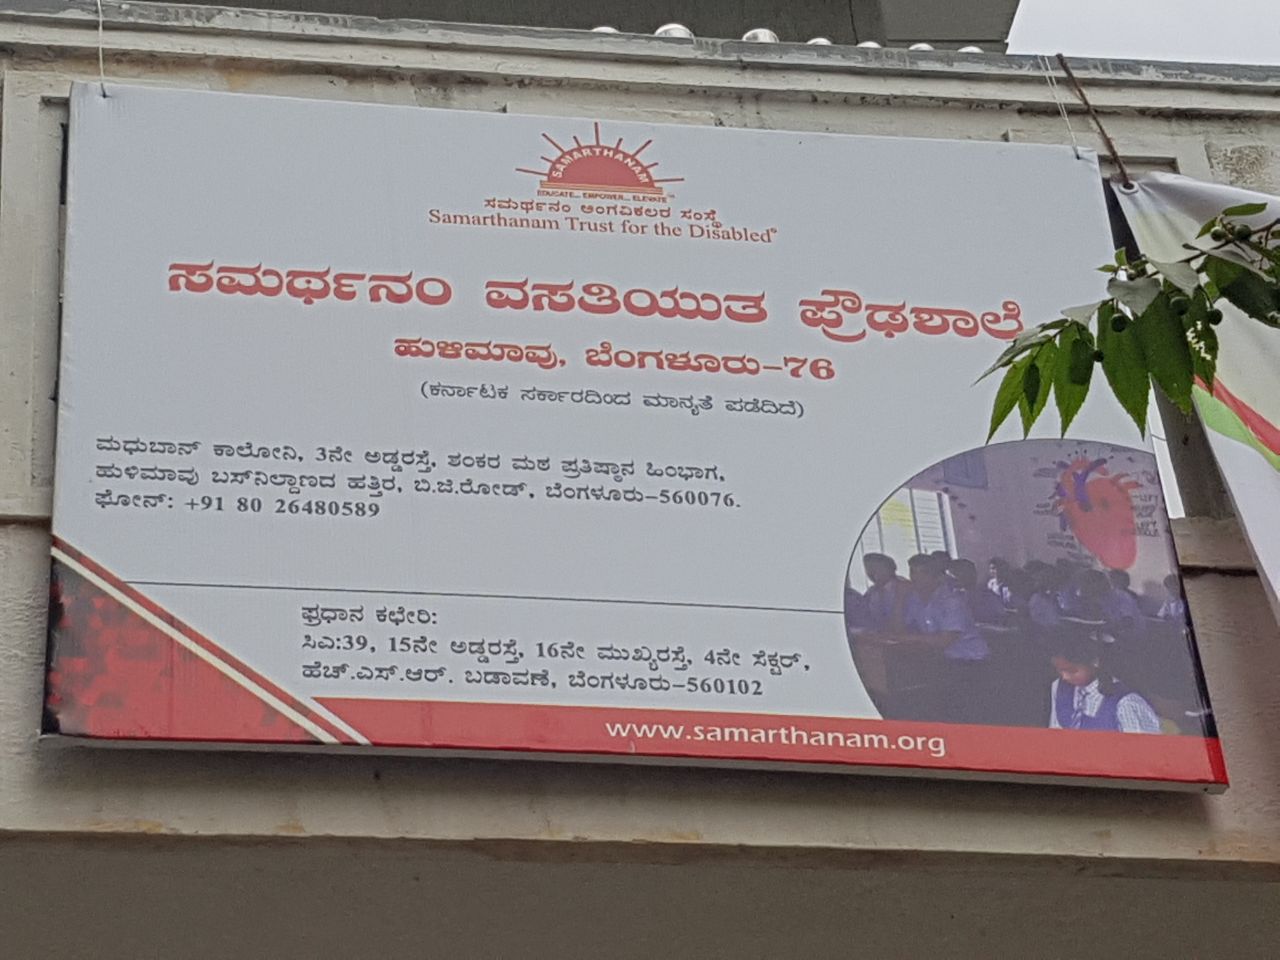 SAMARTHANAM
EDUCATE... EMPOWER... ELEVATE™
ಸಮರ್ಥನಂ ಅಂಗವಿಕಲರ ಸಂಸ್ಥೆ
Samarthanam Trust for the Disabled®
ಸಮರ್ಥನಂ ವಸತಿಯುತ ಪ್ರೌಢಶಾಲೆ
ಹುಳಿಮಾವು, ಬೆಂಗಳೂರು-76
(ಕರ್ನಾಟಕ ಸರ್ಕಾರದಿಂದ ಮಾನ್ಯತೆ ಪಡೆದಿದೆ)
ಮಧುಬಾನ್ ಕಾಲೋನಿ, 3ನೇ ಅಡ್ಡರಸ್ತೆ, ಶಂಕರ ಮಠ ಪ್ರತಿಷ್ಠಾನ ಹಿಂಭಾಗ,
ಹುಳಿಮಾವು ಬಸ್‌ನಿಲ್ದಾಣದ ಹತ್ತಿರ, ಬಿ.ಜಿ.ರೋಡ್, ಬೆಂಗಳೂರು-560076.
ಫೋನ್: +91 80 26480589
ಪ್ರಧಾನ ಕಛೇರಿ:
ಸಿಎ:39, 15ನೇ ಅಡ್ಡರಸ್ತೆ, 16ನೇ ಮುಖ್ಯರಸ್ತೆ, 4ನೇ ಸೆಕ್ಟರ್,
ಹೆಚ್.ಎಸ್.ಆರ್. ಬಡಾವಣೆ, ಬೆಂಗಳೂರು-560102
www.samarthanam.org